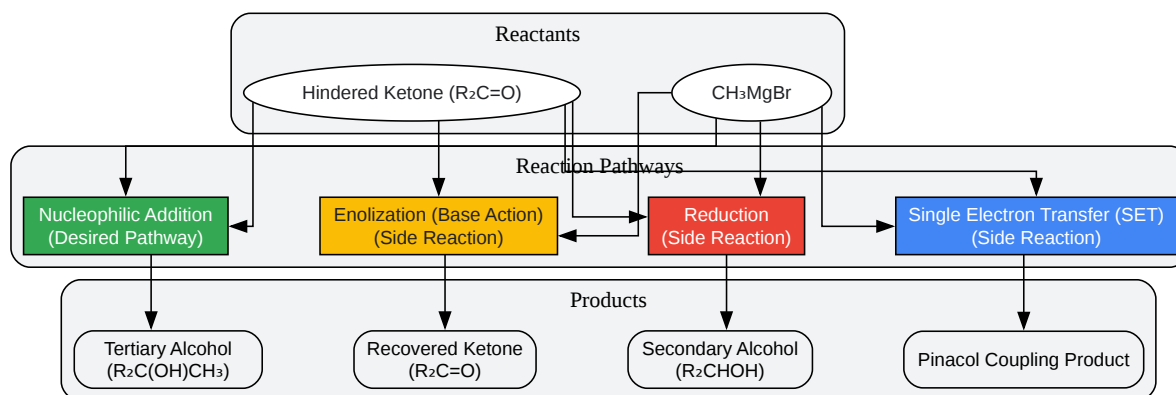 Reactants
Hindered Ketone (R₂C=O)
CH₃MgBr
Reaction Pathways
Nucleophilic Addition
(Desired Pathway)
Enolization (Base Action)
(Side Reaction)
Reduction
(Side Reaction)
Single Electron Transfer (SET)
(Side Reaction)
Products
Tertiary Alcohol
(R₂C(OH)CH₃)
Recovered Ketone
(R₂C=O)
Secondary Alcohol
(R₂CHOH)
Pinacol Coupling Product